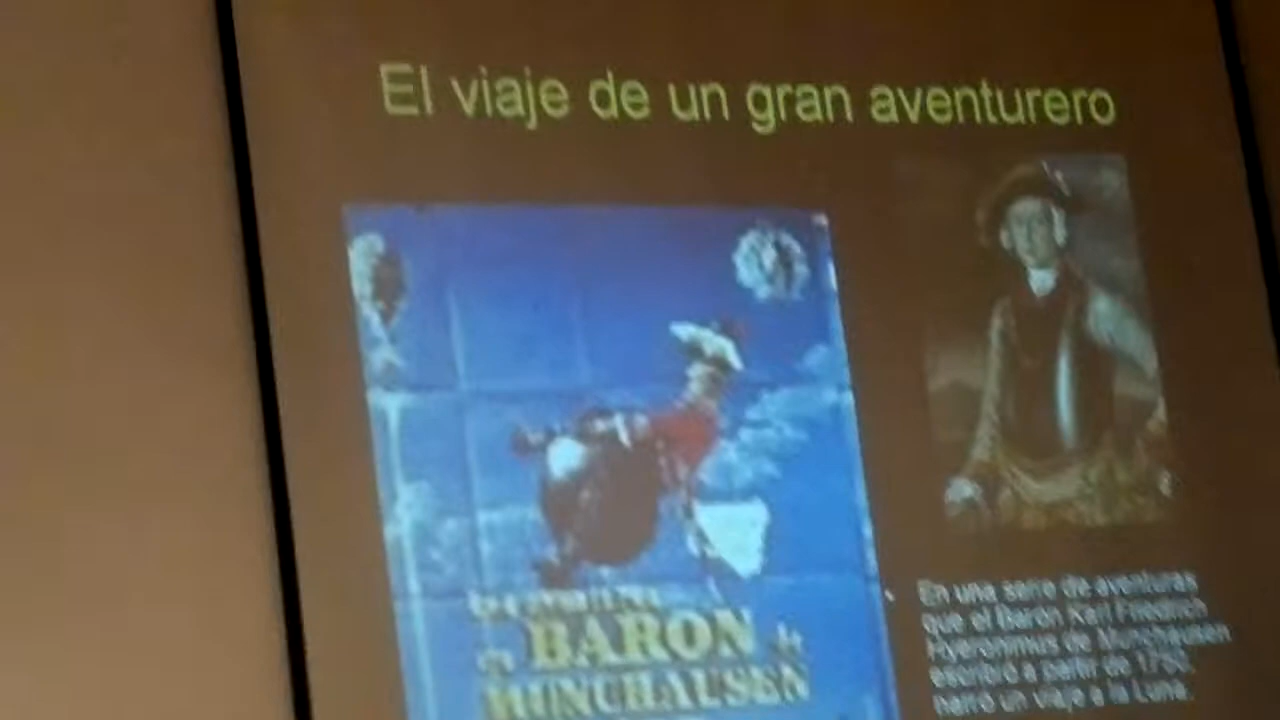 El viaje de un gran aventurero
BARON de
MUNCHAUSEN
En una serie de aventuras
que el Baron Karl Friedrich
Hyeronimus de Munchausen
escribió a partir de
narró un viaje a la Luna.